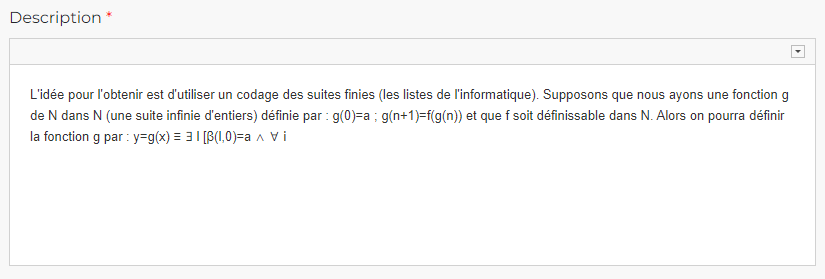 Description *
L'idée pour l'obtenir est d'utiliser un codage des suites finies (les listes de l'informatique). Supposons que nous ayons une fonction g
de N dans N (une suite infinie d'entiers) définie par : g(0)=a ; g(n+1)=f(g(n)) et que f soit définissable dans N. Alors on pourra définir
la fonction g par : y=g(x) ≡ ∃ l [β(l,0)=a ∧ ∀ i